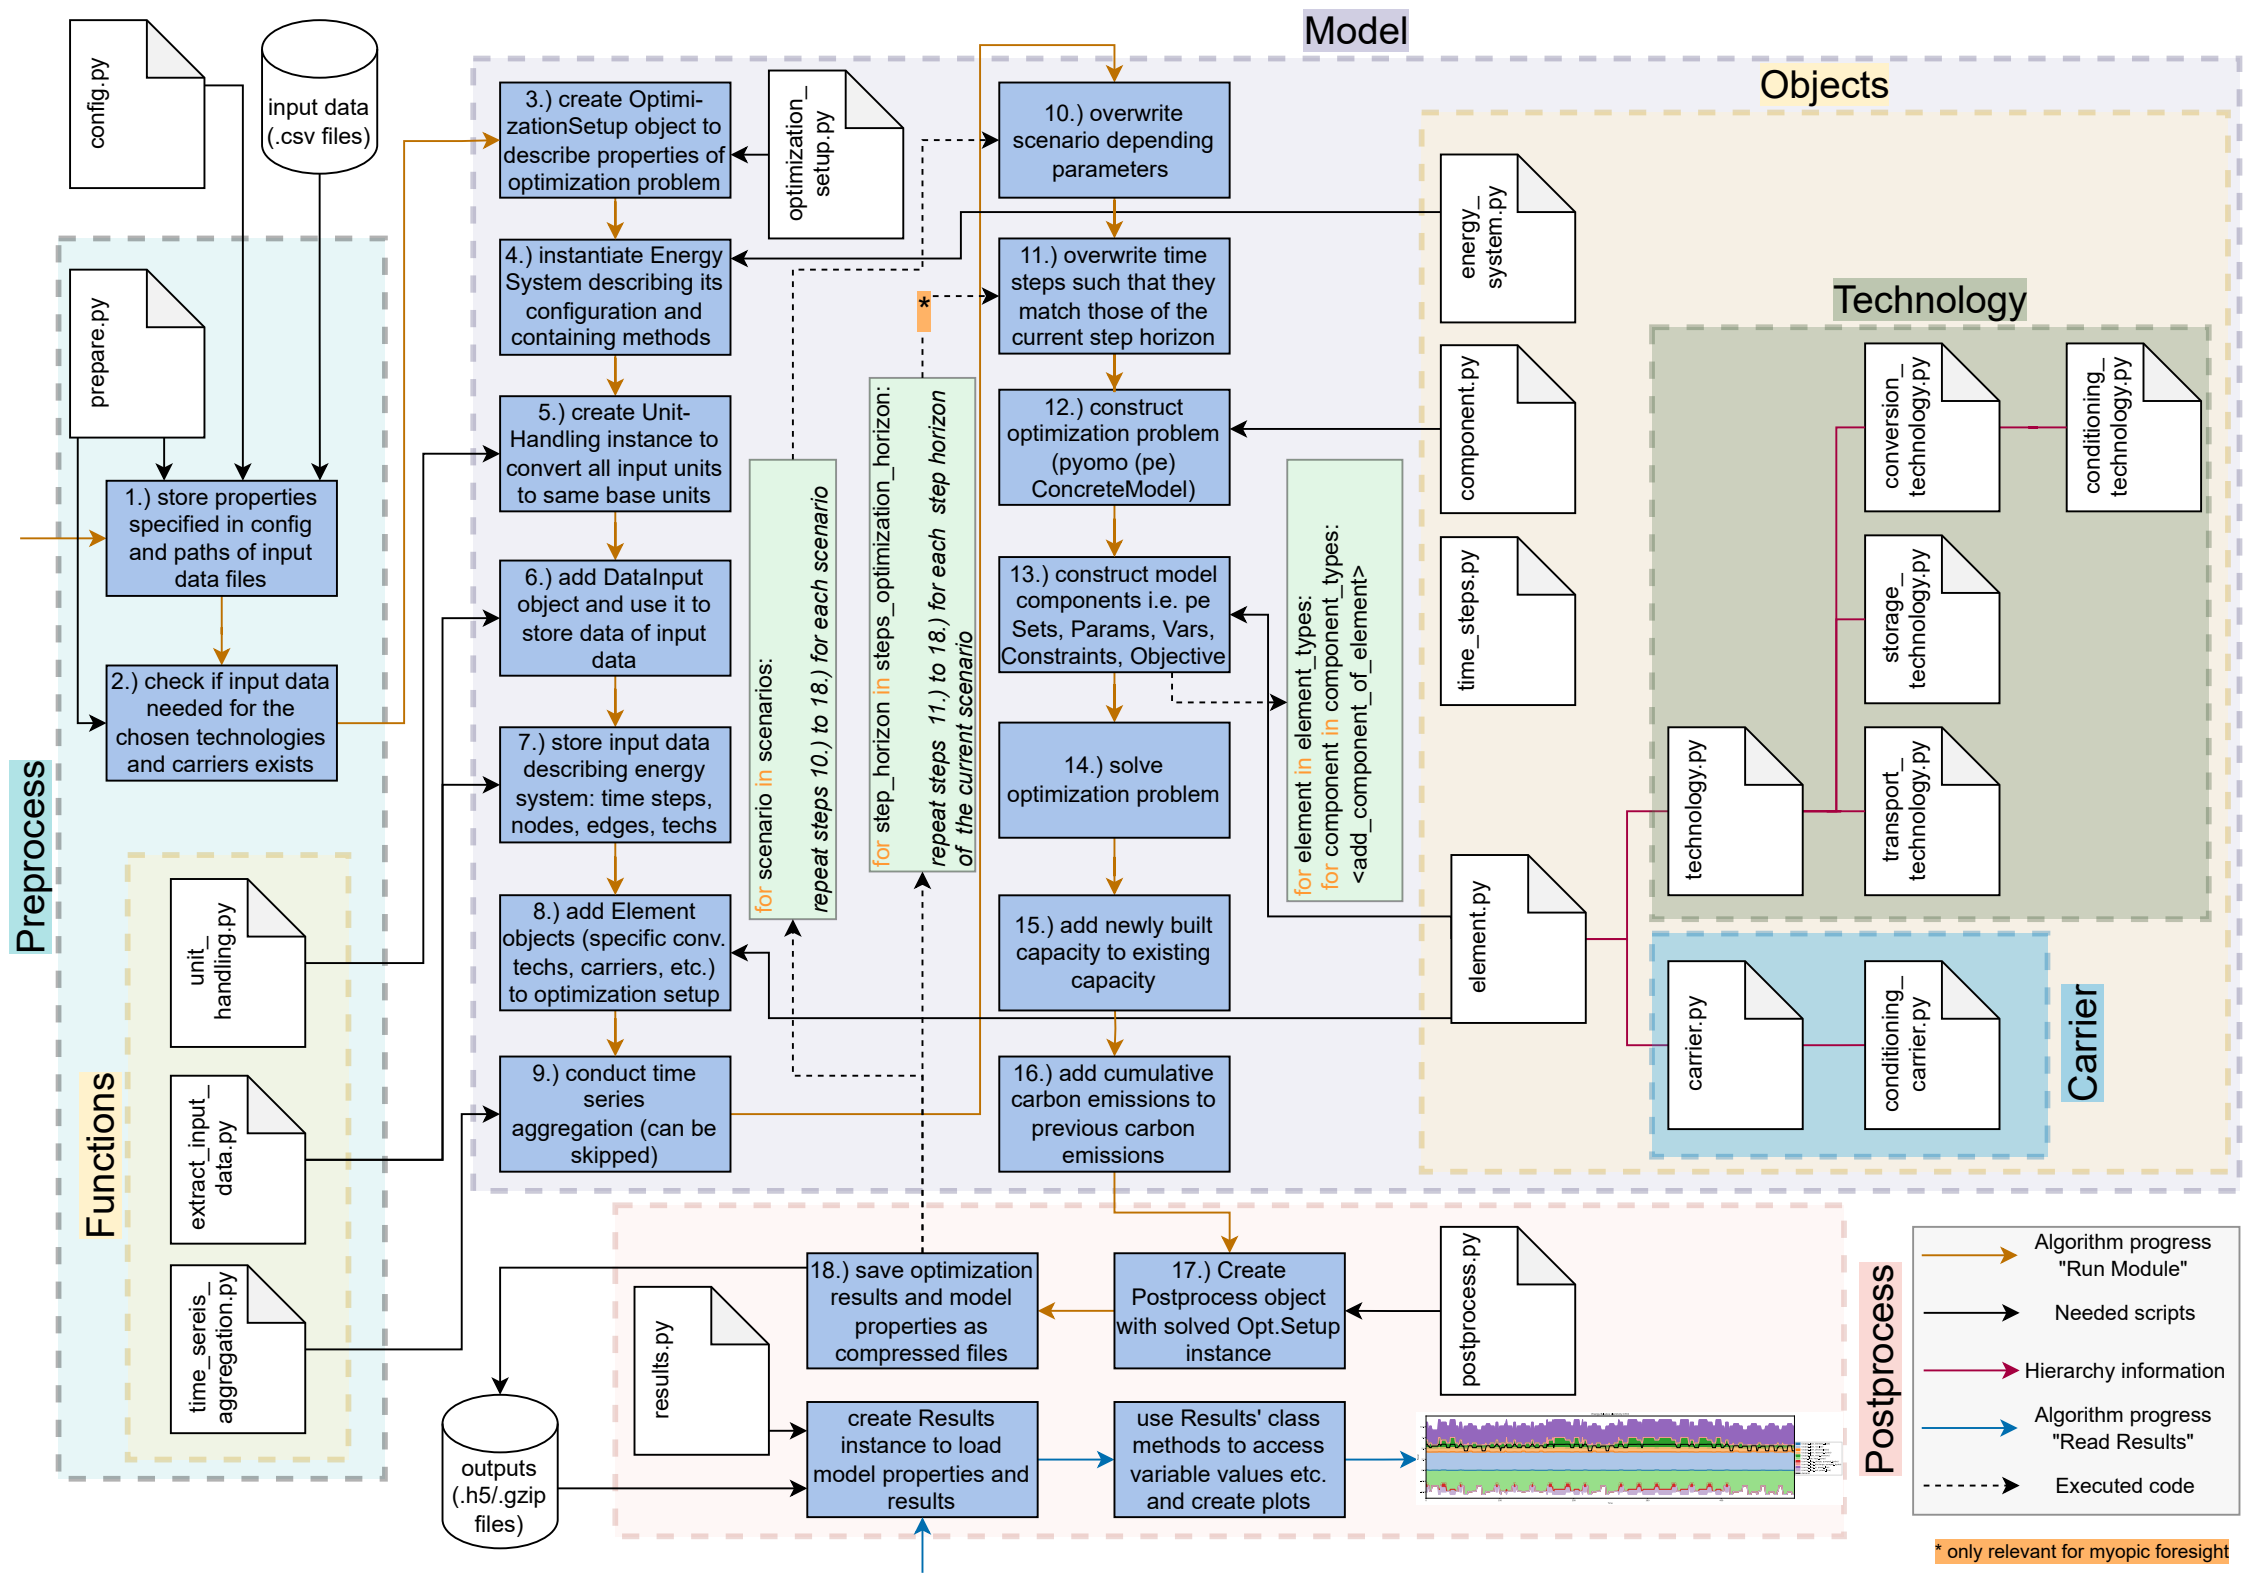 Model
Objects
Technology
Carrier
Preprocess
Functions
Postprocess
config.py
input data
(.csv files)
prepare.py
1.) store properties
specified in config
and paths of input
data files
2.) check if input data
needed for the
chosen technologies
and carriers exists
unit_
handling.py
extract_input_
data.py
time_sereis_
aggregation.py
3.) create Optimi-
zationSetup object to
describe properties of
optimization problem
optimization_
setup.py
4.) instantiate Energy
System describing its
configuration and
containing methods
5.) create Unit-
Handling instance to
convert all input units
to same base units
6.) add DataInput
object and use it to
store data of input
data
7.) store input data
describing energy
system: time steps,
nodes, edges, techs
8.) add Element
objects (specific conv.
techs, carriers, etc.)
to optimization setup
9.) conduct time
series
aggregation (can be
skipped)
for scenario in scenarios:
repeat steps 10.) to 18.) for each scenario
*
for step_horizon in steps_optimization_horizon:
repeat steps 11.) to 18.) for each step horizon
of the current scenario
10.) overwrite
scenario depending
parameters
11.) overwrite time
steps such that they
match those of the
current step horizon
12.) construct
optimization problem
(pyomo (pe)
ConcreteModel)
13.) construct model
components i.e. pe
Sets, Params, Vars,
Constraints, Objective
14.) solve
optimization problem
15.) add newly built
capacity to existing
capacity
16.) add cumulative
carbon emissions to
previous carbon
emissions
for element in element_types:
for component in component_types:
<add_component_of_element>
energy_
system.py
component.py
time_steps.py
element.py
technology.py
conversion_
technology.py
conditioning_
technology.py
storage_
technology.py
transport_
technology.py
carrier.py
conditioning_
carrier.py
17.) Create
Postprocess object
with solved Opt.Setup
instance
postprocess.py
18.) save optimization
results and model
properties as
compressed files
results.py
outputs
(.h5/.gzip
files)
create Results
instance to load
model properties and
results
use Results' class
methods to access
variable values etc.
and create plots
Algorithm progress
"Run Module"
Needed scripts
Hierarchy information
Algorithm progress
"Read Results"
Executed code
* only relevant for myopic foresight